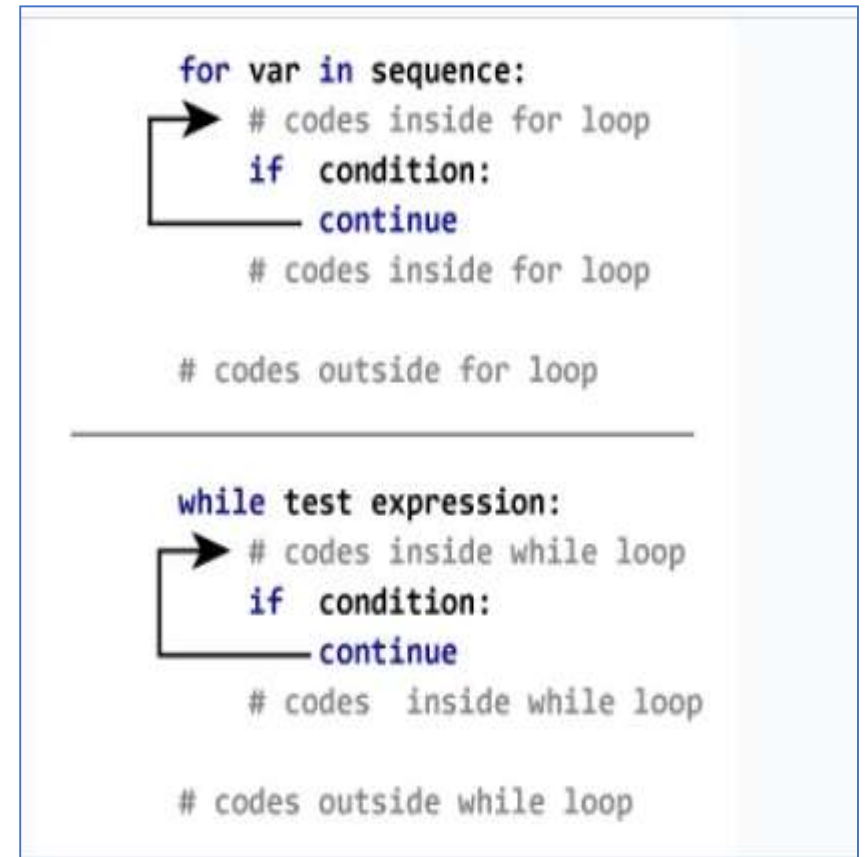 for var in sequence:
# codes inside for loop
if condition:
continue
# codes inside for loop
# codes outside for loop
while test expression:
# codes inside while loop
if condition:
continue
# codes inside while loop
# codes outside while loop